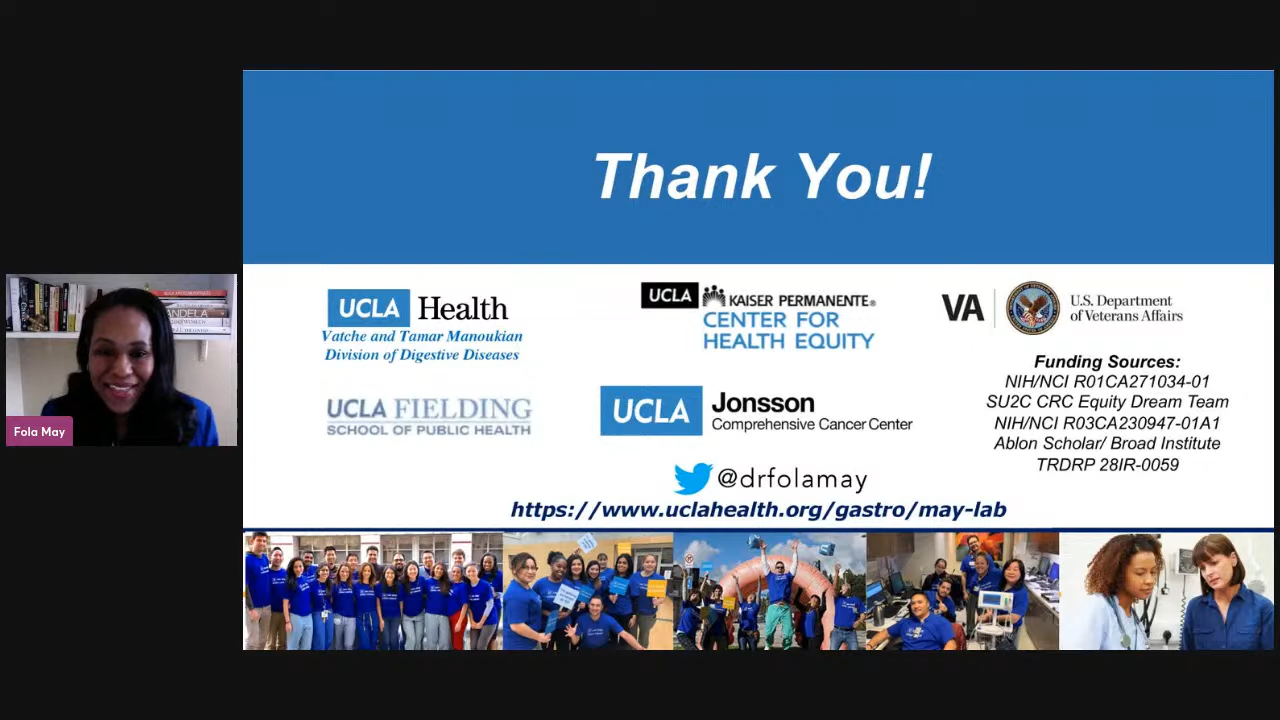 Thank You!
UCLA Health
Vatche and Tamar Manoukian
Division of Digestive Diseases
UCLA KAISER PERMANENTE®
CENTER FOR
HEALTH EQUITY
VA
U.S. Department
of Veterans Affairs
UCLA FIELDING
SCHOOL OF PUBLIC HEALTH
UCLA Jonsson
Comprehensive Cancer Center
Funding Sources:
NIH/NCI R01CA271034-01
SU2C CRC Equity Dream Team
NIH/NCI R03CA230947-01A1
Ablon Scholar/ Broad Institute
TRDRP 28IR-0059
@drfolamay
https://www.uclahealth.org/gastro/may-lab
Fola May